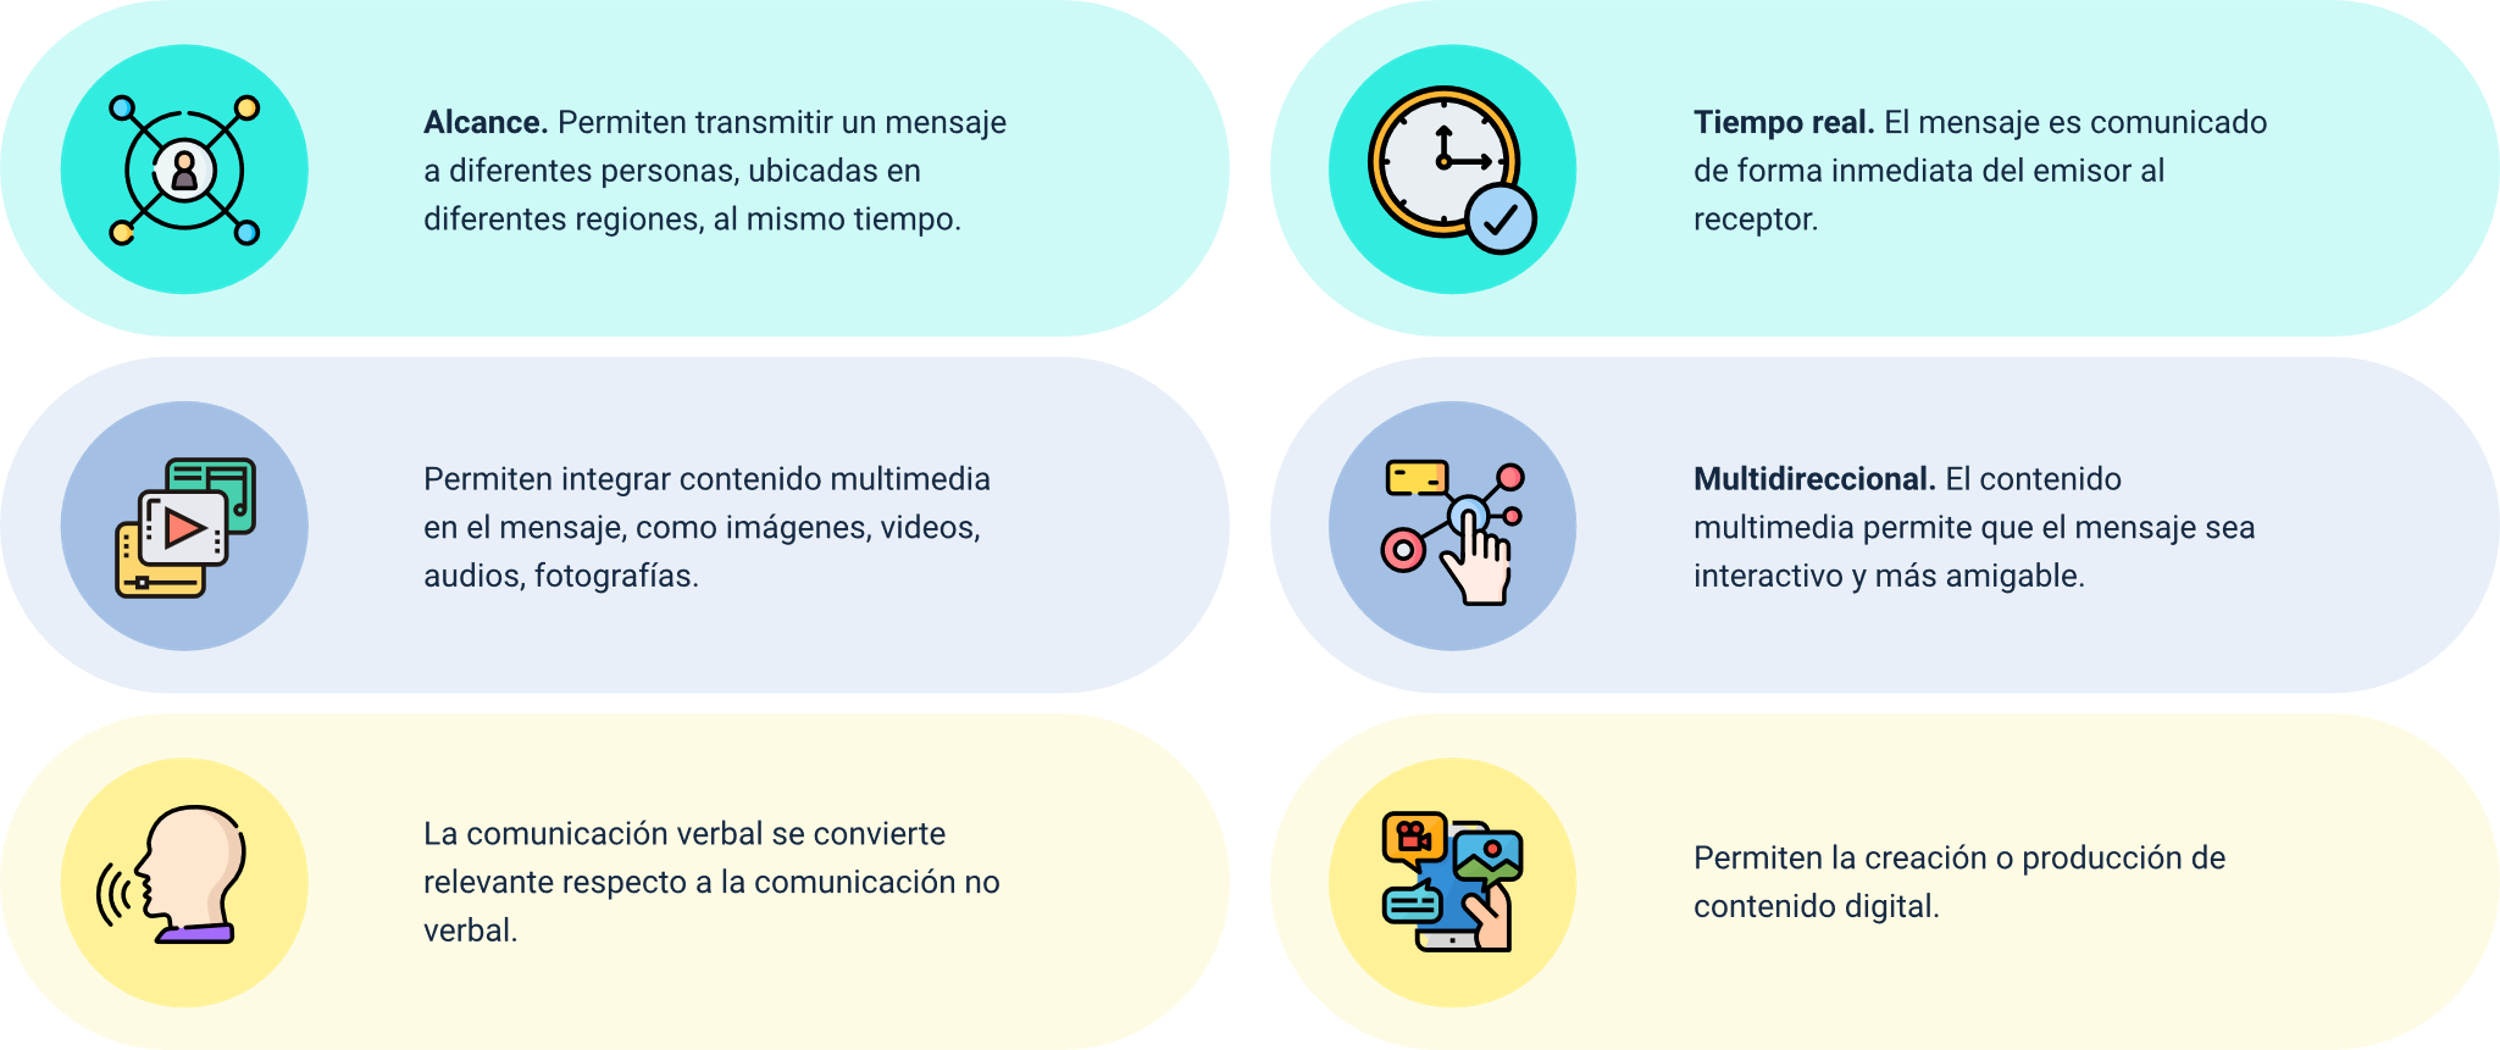 Alcance. Permiten transmitir un mensaje
a diferentes personas, ubicadas en
diferentes regiones, al mismo tiempo.
Tiempo real. El mensaje es comunicado
de forma inmediata del emisor al
receptor.
Permiten integrar contenido multimedia
en el mensaje, como imágenes, videos,
audios, fotografías.
Multidireccional. El contenido
multimedia permite que el mensaje sea
interactivo y más amigable.
La comunicación verbal se convierte
relevante respecto a la comunicación no
verbal.
Permiten la creación o producción de
contenido digital.